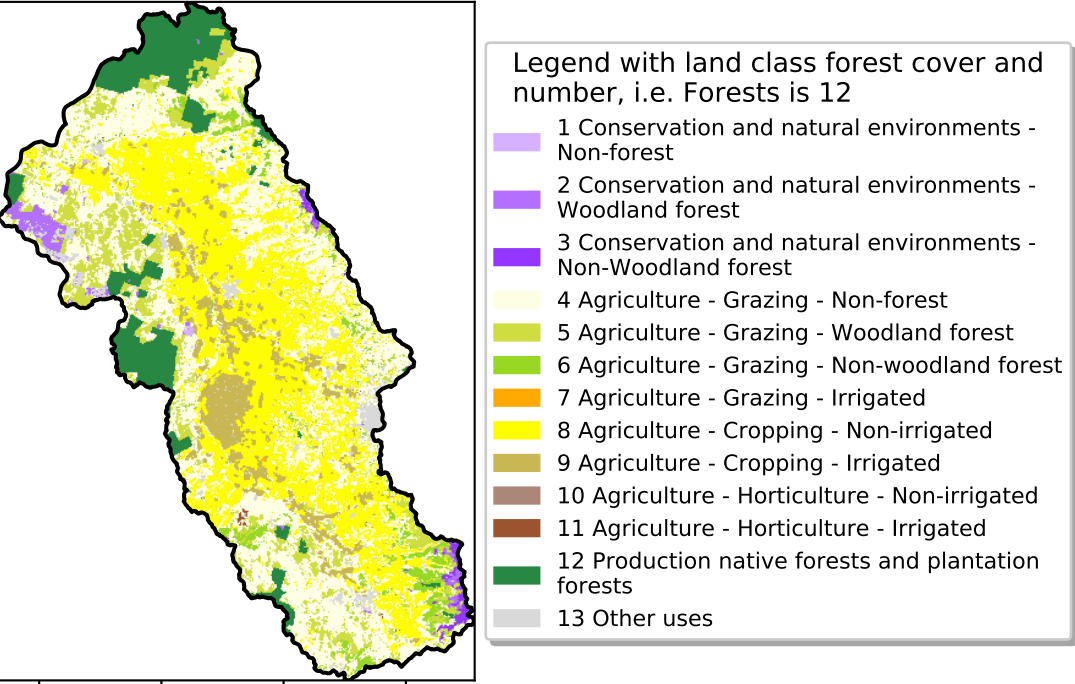 Legend with land class forest cover and
number, i.e. Forests is 12
1 Conservation and natural environments -
Non-forest
2 Conservation and natural environments -
Woodland forest
3 Conservation and natural environments -
Non-Woodland forest
4 Agriculture - Grazing - Non-forest
5 Agriculture - Grazing - Woodland forest
6 Agriculture - Grazing - Non-woodland forest
7 Agriculture - Grazing - Irrigated
8 Agriculture - Cropping - Non-irrigated
9 Agriculture - Cropping - Irrigated
10 Agriculture - Horticulture - Non-irrigated
11 Agriculture - Horticulture - Irrigated
12 Production native forests and plantation
forests
13 Other uses